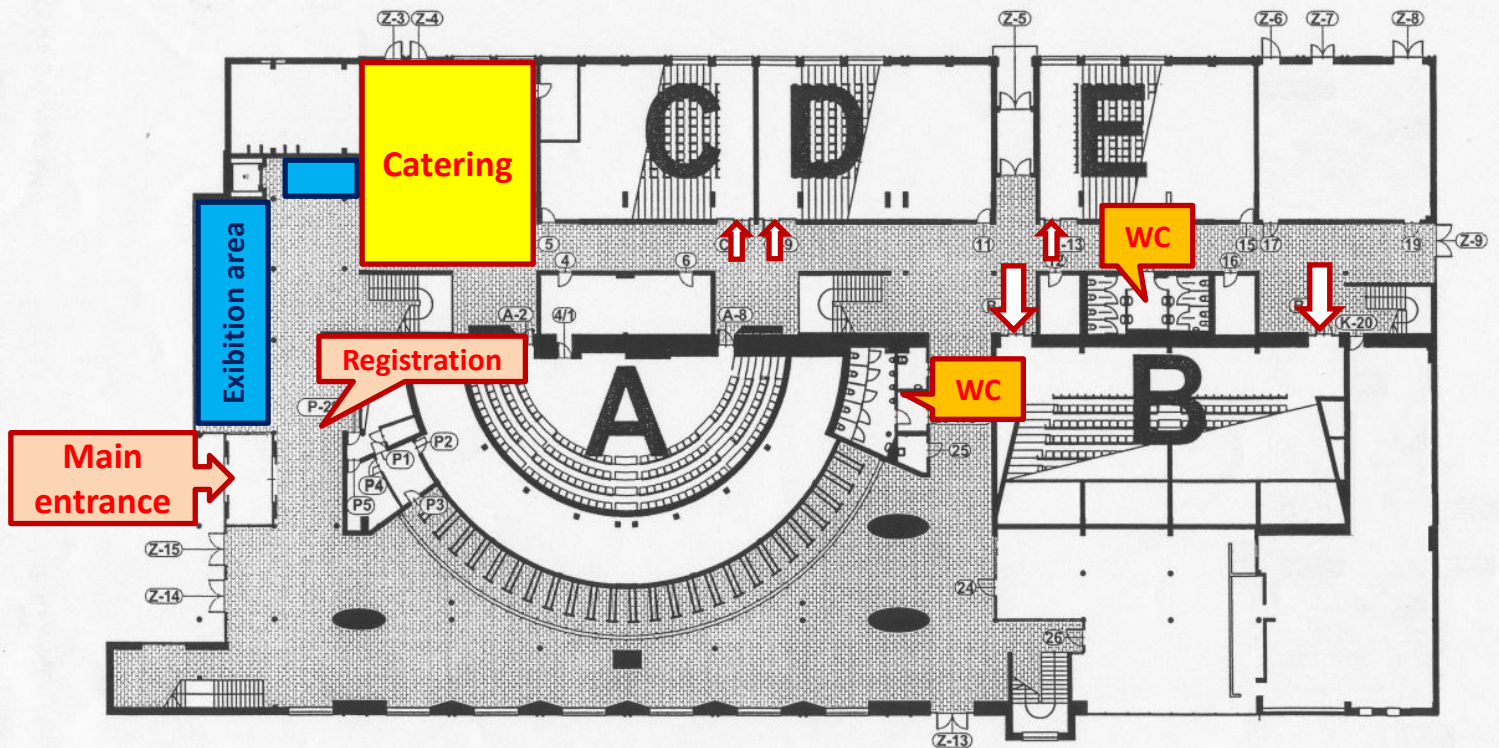 Z-3
Z-4
Z-5
Z-6
Z-7
Z-8
Catering
C
D
E
WC
Exibition area
5
9
11
-13
15
17
19
Z-9
4
6
12
16
A-2
4/1
A-8
K-20
Registration
A
WC
B
Main
entrance
P2
P1
P4
P5
P3
25
Z-15
Z-14
24
26
Z-13